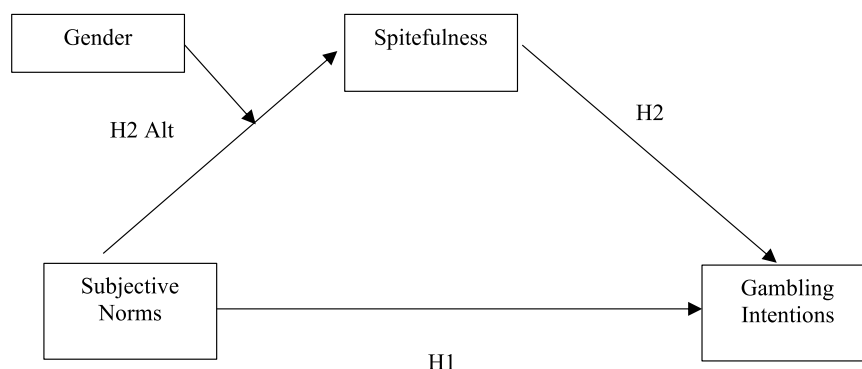 Gender
Spitefulness
H2 Alt
H2
Subjective
Norms
Gambling
Intentions
H1